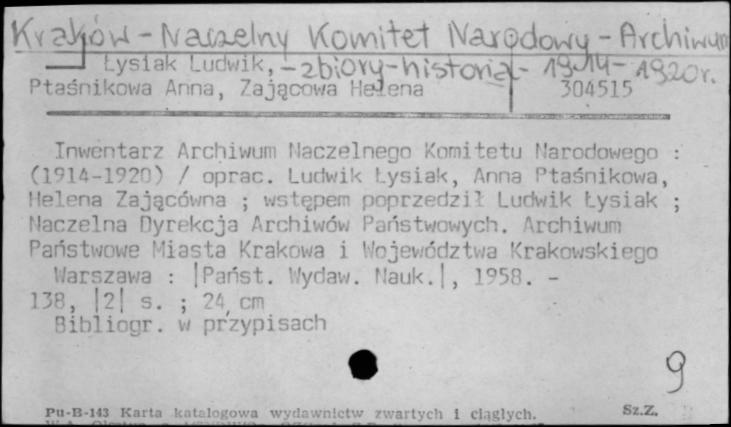 Kraków - Naczelny Komitet Narodowy - Archiwum
Łysiak Ludwik, - zbiory - historia - 1914 - 1920 r.
Ptaśnikowa Anna, Zającowa Helena 304515
Inwentarz Archiwum Naczelnego Komitetu Narodowego :
(1914-1920) / oprac. Ludwik Łysiak, Anna Ptaśnikowa,
Helena Zającówna ; wstępem poprzedził Ludwik Łysiak ;
Naczelna Dyrekcja Archiwów Państwowych. Archiwum
Państwowe Miasta Krakowa i Województwa Krakowskiego
Warszawa : |Państ. Wydaw. Nauk.|, 1958. -
138, |2| s. ; 24 cm
Bibliogr. w przypisach
9
Pu-B-143 Karta katalogowa wydawnictw zwartych i ciągłych. Sz.Z.